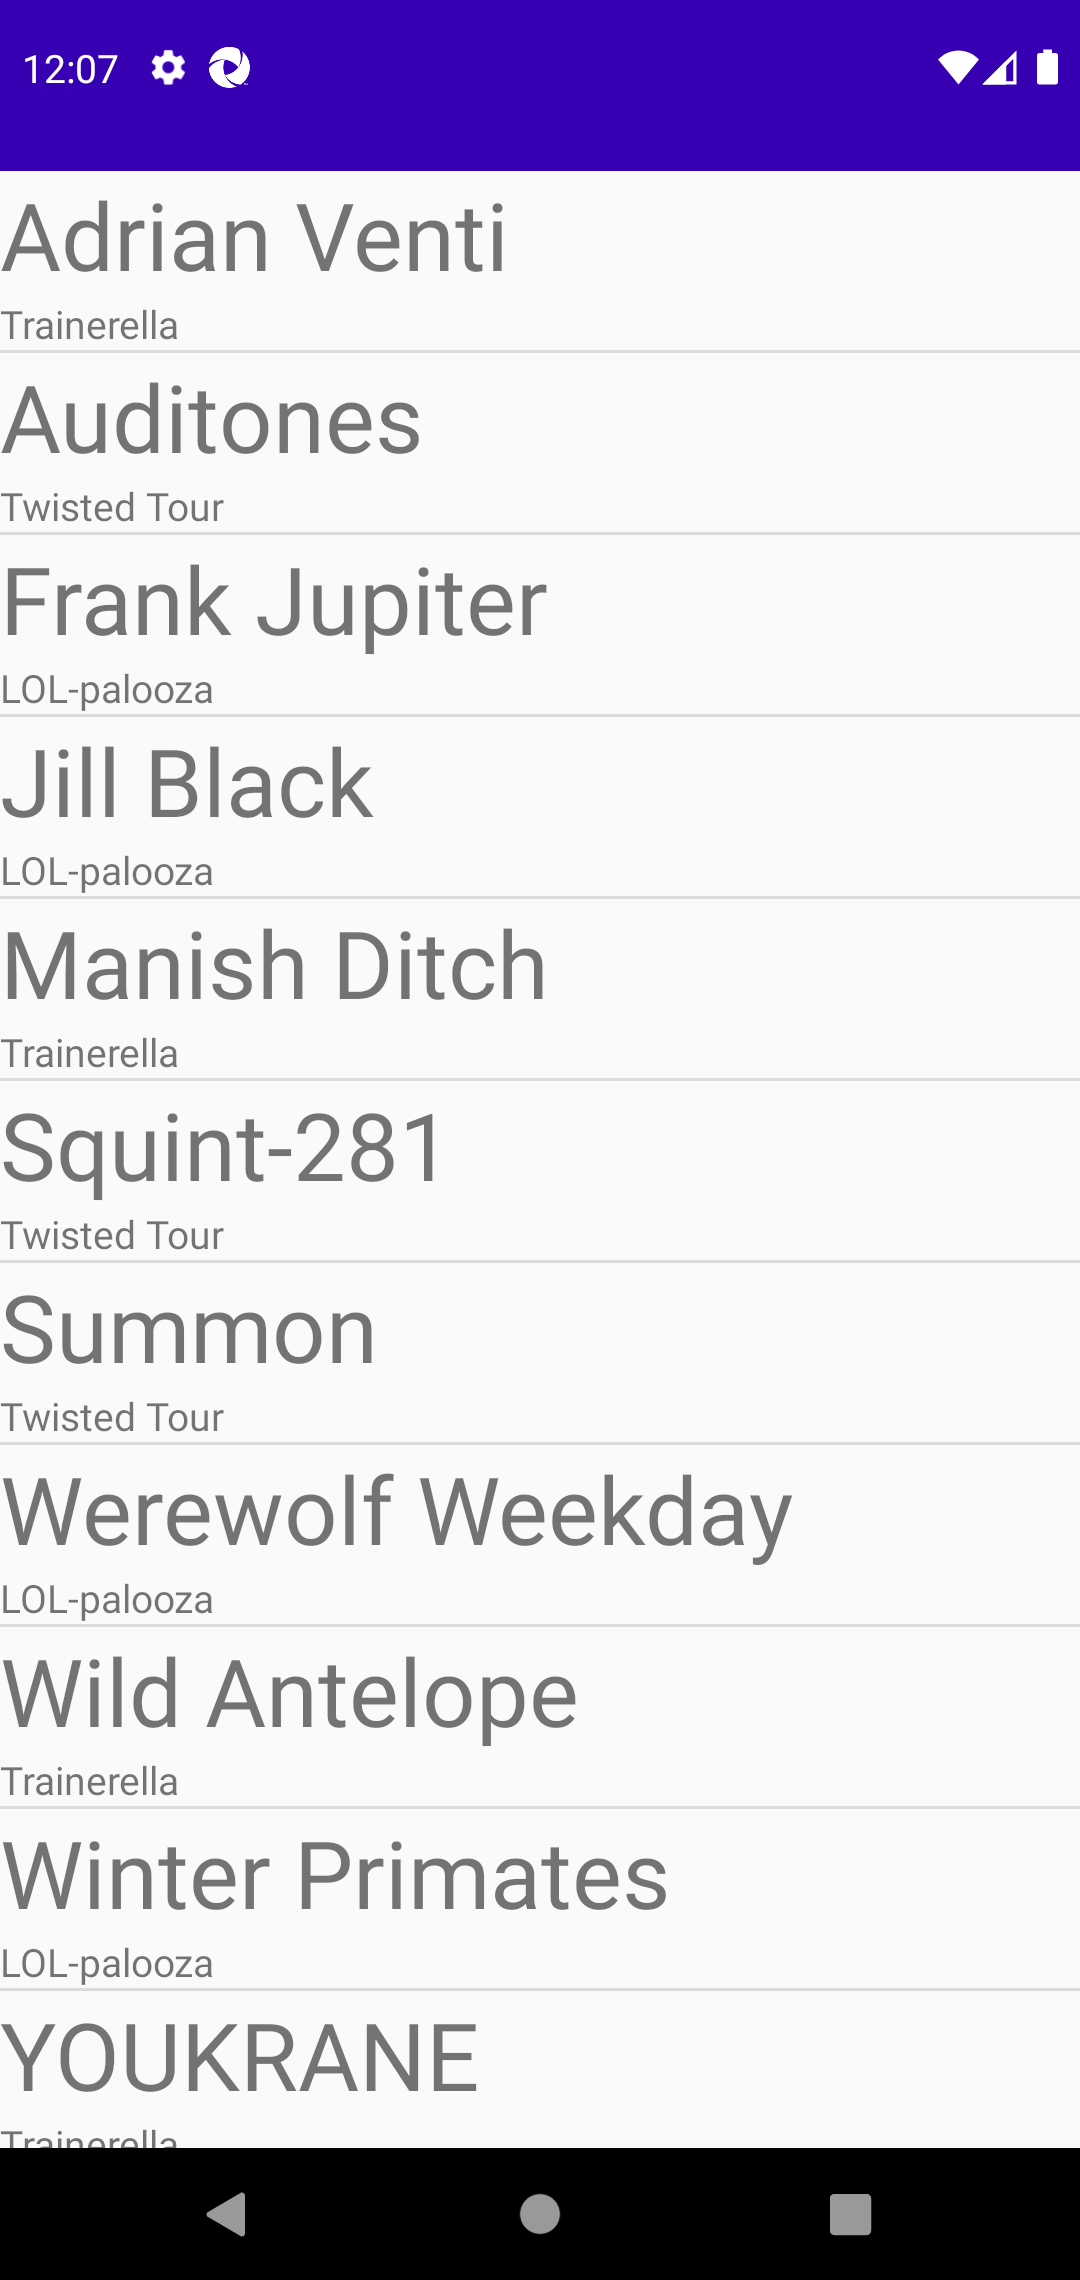 12:07
Adrian Venti
Trainerella
Auditones
Twisted Tour
Frank Jupiter
LOL-palooza
Jill Black
LOL-palooza
Manish Ditch
Trainerella
Squint-281
Twisted Tour
Summon
Twisted Tour
Werewolf Weekday
LOL-palooza
Wild Antelope
Trainerella
Winter Primates
LOL-palooza
YOUKRANE
Trainerella